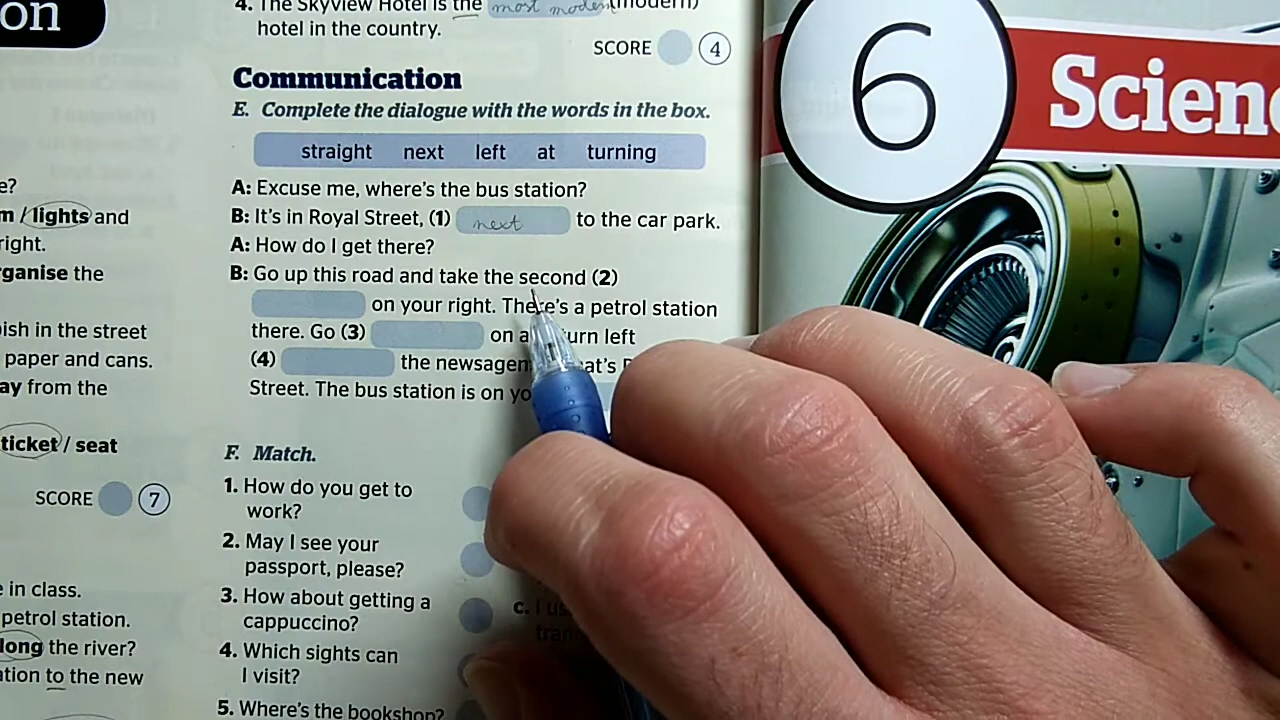 on
4. The Skyview Hotel is the most modern (modern)
hotel in the country.
SCORE 4
Communication
E. Complete the dialogue with the words in the box.
straight next left at turning
A: Excuse me, where's the bus station?
B: It's in Royal Street, (1) next to the car park.
A: How do I get there?
B: Go up this road and take the second (2)
on your right. There's a petrol station
there. Go (3) on turn left
(4) the newsagen
Street. The bus station is on yo
F. Match.
1. How do you get to
work?
2. May I see your
passport, please?
3. How about getting a
cappuccino?
4. Which sights can
I visit?
5. Where's the bookshop?
c. I us
tran
e?
m / lights and
right.
rganise the
ish in the street
paper and cans.
ay from the
ticket / seat
SCORE 7
e in class.
petrol station.
long the river?
ation to the new
6
Scien